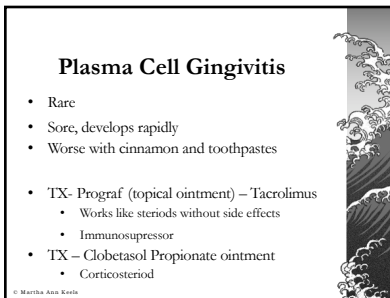 Plasma Cell Gingivitis
• Rare
• Sore, develops rapidly
• Worse with cinnamon and toothpastes
• TX- Prograf (topical ointment) – Tacrolimus
• Works like steriods without side effects
• Immunosupressor
• TX – Clobetasol Propionate ointment
• Corticosteriod
© Martha Ann Keels